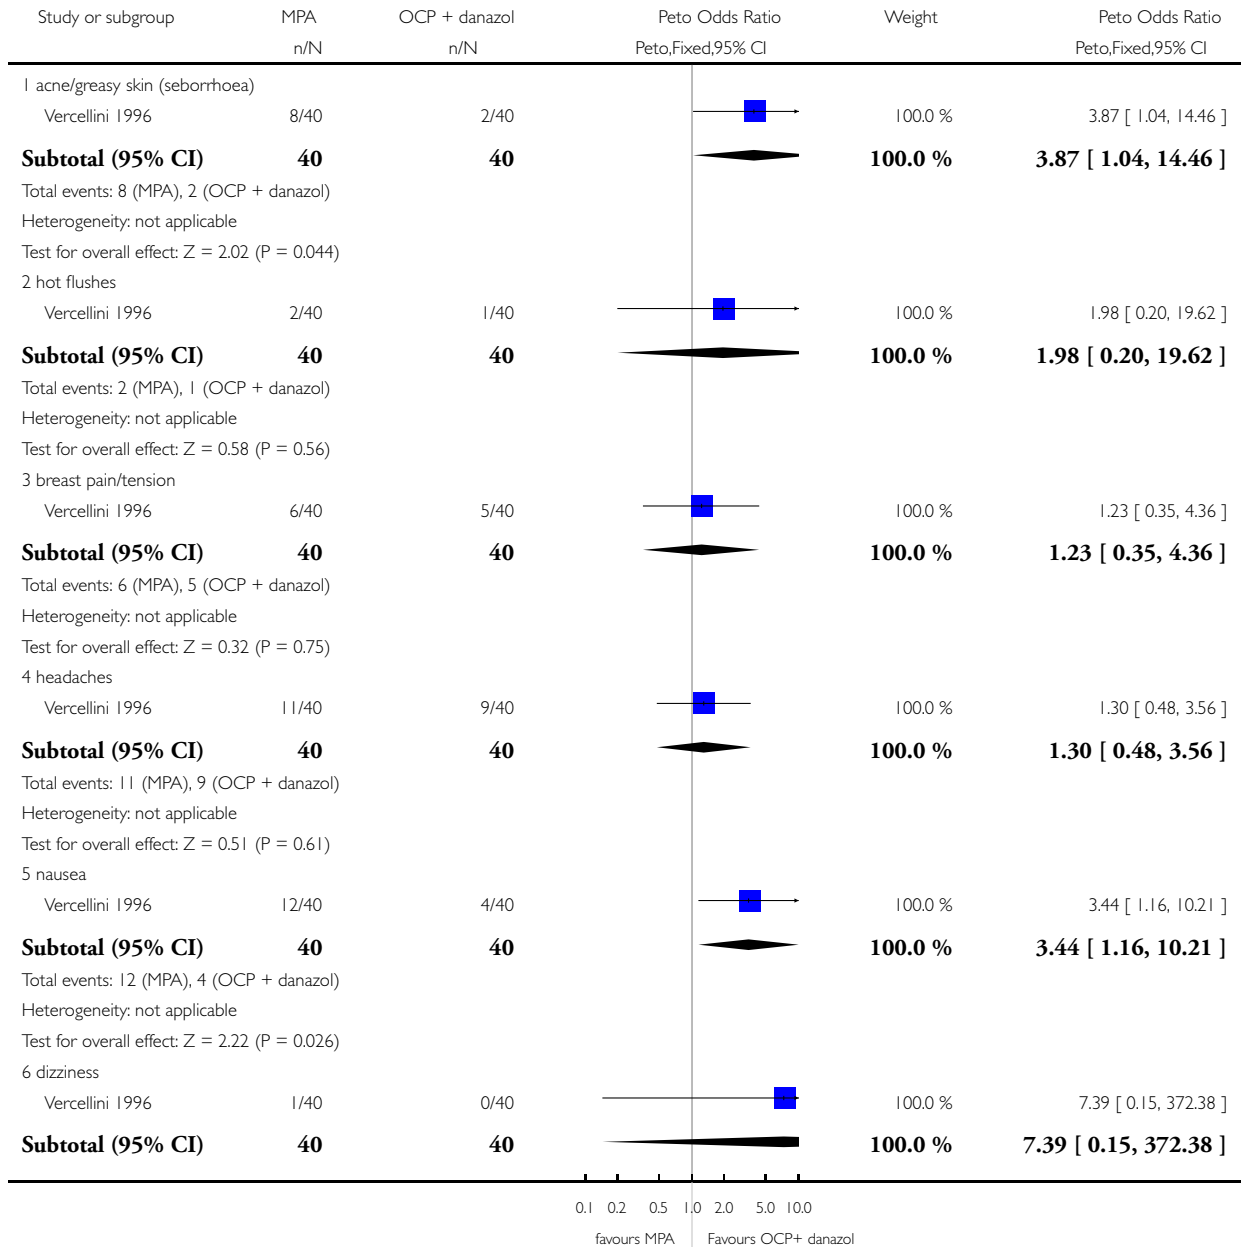 Study or subgroup MPA OCP + danazol Peto Odds Ratio Weight Peto Odds Ratio
n/N n/N Peto,Fixed,95% CI Peto,Fixed,95% CI
1 acne/greasy skin (seborrhoea)
Vercellini 1996 8/40 2/40 100.0 % 3.87 [ 1.04, 14.46 ]
Subtotal (95% CI) 40 40 100.0 % 3.87 [ 1.04, 14.46 ]
Total events: 8 (MPA), 2 (OCP + danazol)
Heterogeneity: not applicable
Test for overall effect: Z = 2.02 (P = 0.044)
2 hot flushes
Vercellini 1996 2/40 1/40 100.0 % 1.98 [ 0.20, 19.62 ]
Subtotal (95% CI) 40 40 100.0 % 1.98 [ 0.20, 19.62 ]
Total events: 2 (MPA), 1 (OCP + danazol)
Heterogeneity: not applicable
Test for overall effect: Z = 0.58 (P = 0.56)
3 breast pain/tension
Vercellini 1996 6/40 5/40 100.0 % 1.23 [ 0.35, 4.36 ]
Subtotal (95% CI) 40 40 100.0 % 1.23 [ 0.35, 4.36 ]
Total events: 6 (MPA), 5 (OCP + danazol)
Heterogeneity: not applicable
Test for overall effect: Z = 0.32 (P = 0.75)
4 headaches
Vercellini 1996 11/40 9/40 100.0 % 1.30 [ 0.48, 3.56 ]
Subtotal (95% CI) 40 40 100.0 % 1.30 [ 0.48, 3.56 ]
Total events: 11 (MPA), 9 (OCP + danazol)
Heterogeneity: not applicable
Test for overall effect: Z = 0.51 (P = 0.61)
5 nausea
Vercellini 1996 12/40 4/40 100.0 % 3.44 [ 1.16, 10.21 ]
Subtotal (95% CI) 40 40 100.0 % 3.44 [ 1.16, 10.21 ]
Total events: 12 (MPA), 4 (OCP + danazol)
Heterogeneity: not applicable
Test for overall effect: Z = 2.22 (P = 0.026)
6 dizziness
Vercellini 1996 1/40 0/40 100.0 % 7.39 [ 0.15, 372.38 ]
Subtotal (95% CI) 40 40 100.0 % 7.39 [ 0.15, 372.38 ]
0.1 0.2 0.5 1.0 2.0 5.0 10.0
favours MPA Favours OCP+ danazol